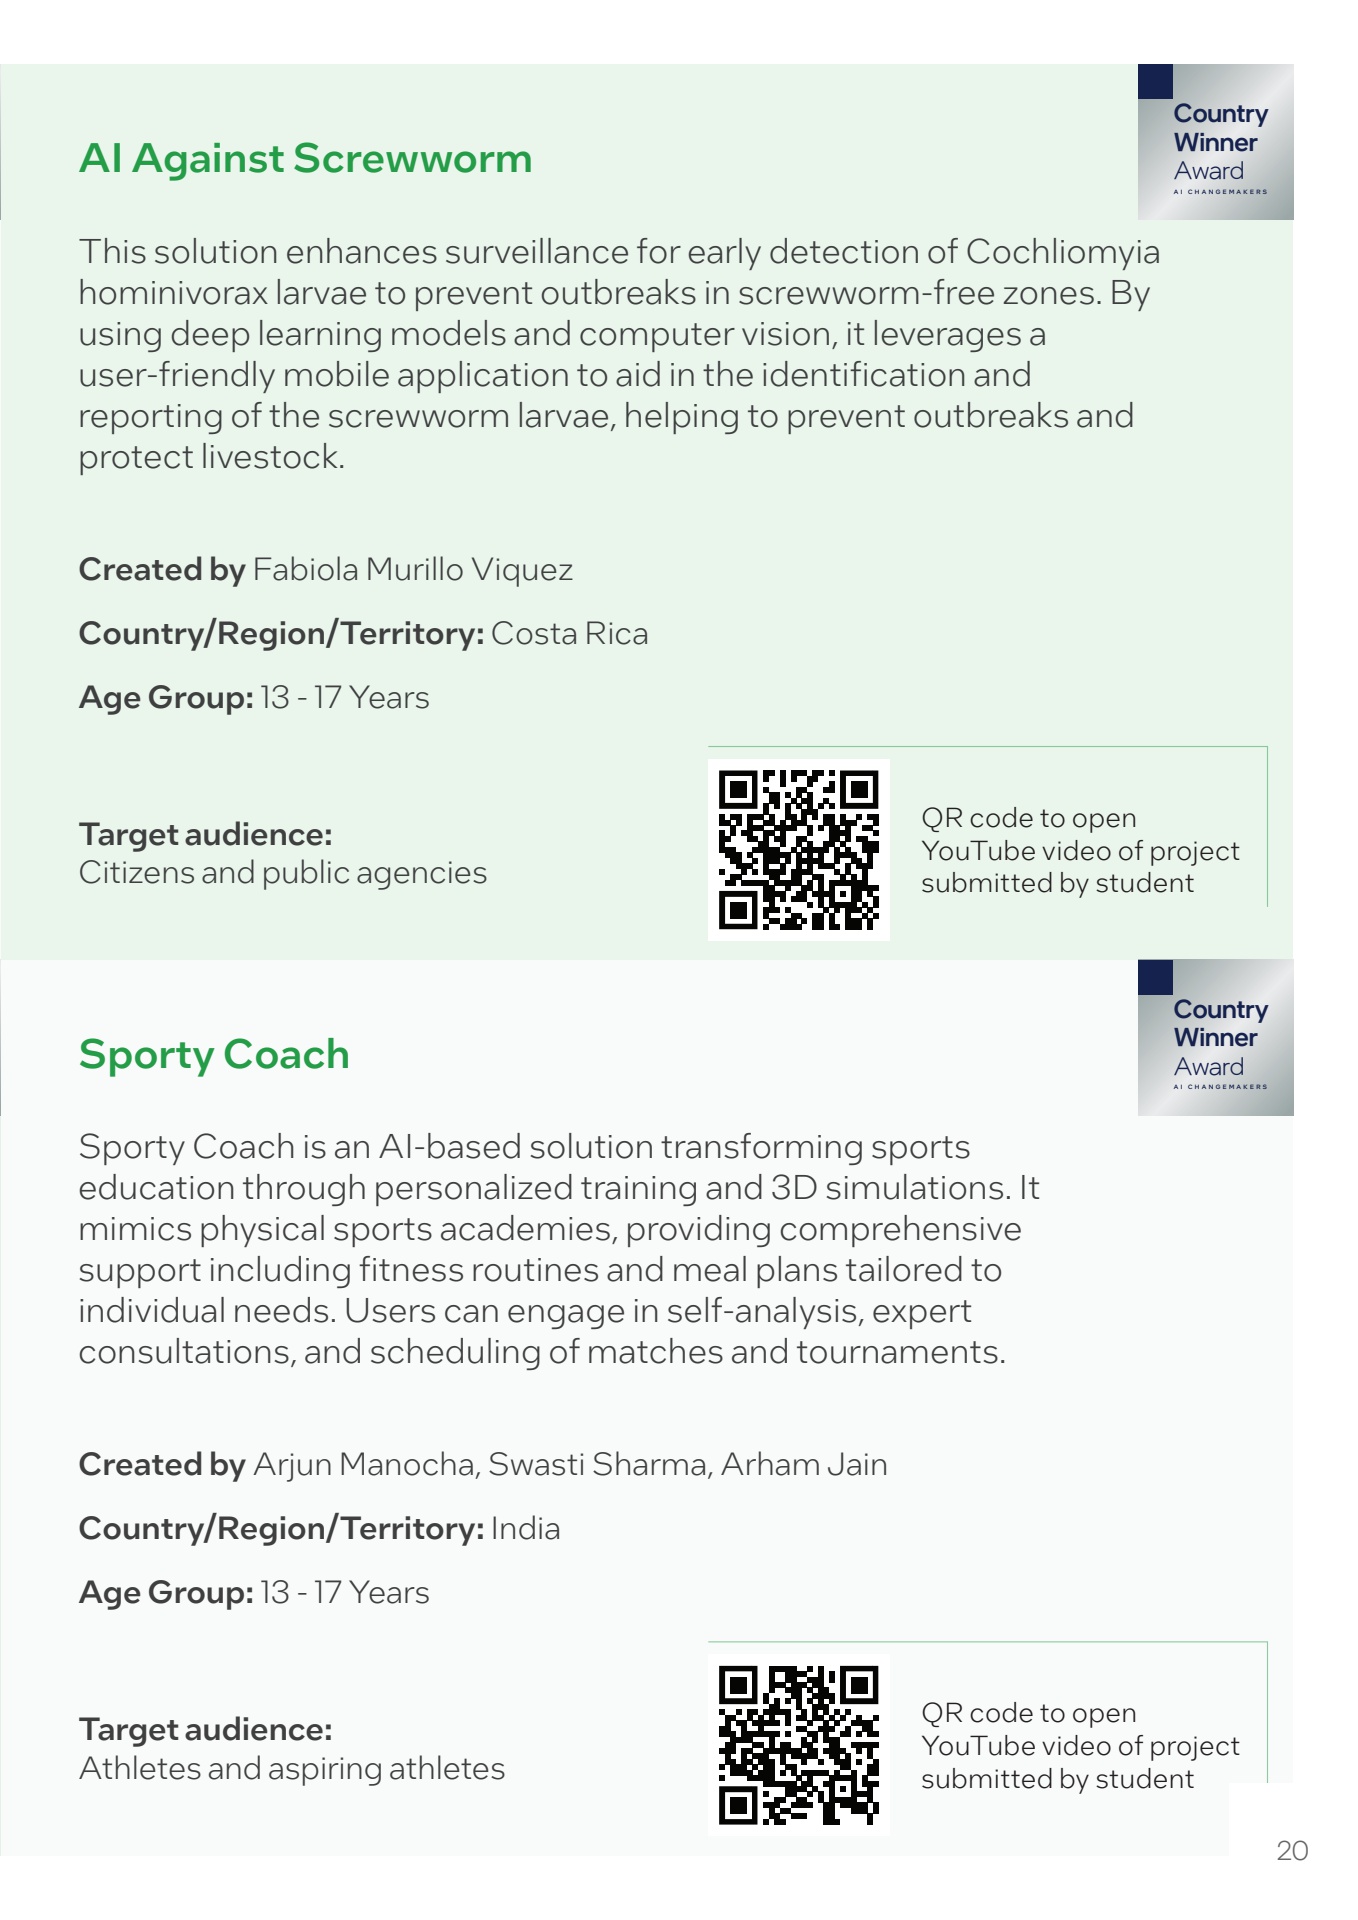 Country
Winner
Award
AI CHANGEMAKERS
AI Against Screwworm
This solution enhances surveillance for early detection of Cochliomyia
hominivorax larvae to prevent outbreaks in screwworm-free zones. By
using deep learning models and computer vision, it leverages a
user-friendly mobile application to aid in the identification and
reporting of the screwworm larvae, helping to prevent outbreaks and
protect livestock.
Created by Fabiola Murillo Viquez
Country/Region/Territory: Costa Rica
Age Group: 13 - 17 Years
Target audience:
Citizens and public agencies
QR code to open
YouTube video of project
submitted by student
Country
Winner
Award
AI CHANGEMAKERS
Sporty Coach
Sporty Coach is an AI-based solution transforming sports
education through personalized training and 3D simulations. It
mimics physical sports academies, providing comprehensive
support including fitness routines and meal plans tailored to
individual needs. Users can engage in self-analysis, expert
consultations, and scheduling of matches and tournaments.
Created by Arjun Manocha, Swasti Sharma, Arham Jain
Country/Region/Territory: India
Age Group: 13 - 17 Years
Target audience:
Athletes and aspiring athletes
QR code to open
YouTube video of project
submitted by student
20